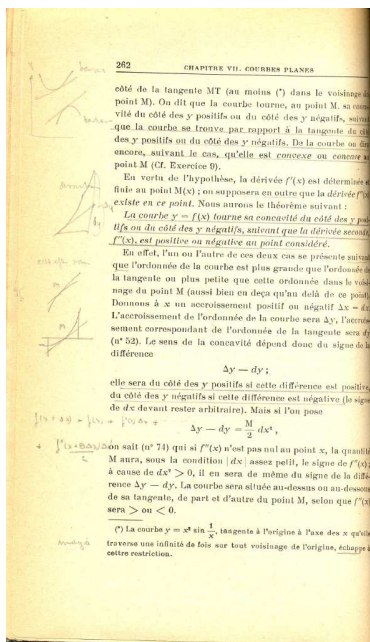 262
CHAPITRE VII. COURBES PLANES
côté de la tangente MT (au moins (*) dans le voisinage du
point M). On dit que la courbe tourne, au point M, sa conca-
vité du côté des y positifs ou du côté des y négatifs, suivant
que la courbe se trouve par rapport à la tangente du côté
des y positifs ou du côté des y négatifs. De la courbe on dira
encore, suivant le cas, qu'elle est convexe ou concave au
point M (Cf. Exercice 9).
En vertu de l'hypothèse, la dérivée f'(x) est déterminée et
finie au point M(x) ; on supposera en outre que la dérivée f''(x)
existe en ce point. Nous aurons le théorème suivant :
La courbe y = f(x) tourne sa concavité du côté des y posi-
tifs ou du côté des y négatifs, suivant que la dérivée seconde,
f''(x), est positive ou négative au point considéré.
En effet, l'un ou l'autre de ces deux cas se présente suivant
que l'ordonnée de la courbe est plus grande que l'ordonnée de
la tangente ou plus petite que cette ordonnée dans le voisi-
nage du point M (aussi bien en deçà qu'au delà de ce point).
Donnons à x un accroissement positif ou négatif Δx = dx.
L'accroissement de l'ordonnée de la courbe sera Δy, l'accrois-
sement correspondant de l'ordonnée de la tangente sera dy
(n° 52). Le sens de la concavité dépend donc du signe de la
différence
Δy — dy ;
elle sera du côté des y positifs si cette différence est positive,
du côté des y négatifs si cette différence est négative (le signe
de dx devant rester arbitraire). Mais si l'on pose
Δy — dy = M/2 dx²,
on sait (n° 74) qui si f''(x) n'est pas nul au point x, la quantité
M aura, sous la condition |dx| assez petit, le signe de f''(x) ;
à cause de dx² > 0, il en sera de même du signe de la diffé-
rence Δy — dy. La courbe sera située au-dessus ou au-dessous
de sa tangente, de part et d'autre du point M, selon que f''(x)
sera > ou < 0.
(*) La courbe y = x² sin 1/x, tangente à l'origine à l'axe des x qu'elle
traverse une infinité de fois sur tout voisinage de l'origine, échappe à
cettre restriction.